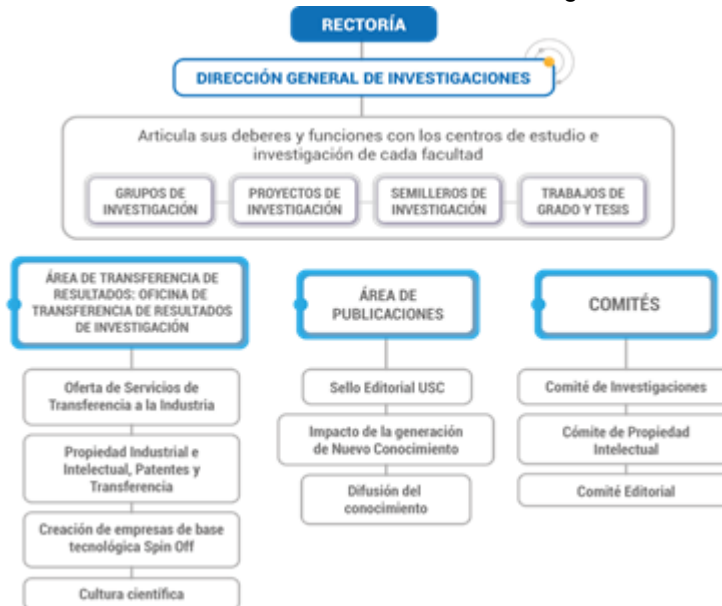 RECTORÍA
DIRECCIÓN GENERAL DE INVESTIGACIONES
Articula sus deberes y funciones con los centros de estudio e
investigación de cada facultad
GRUPOS DE
INVESTIGACIÓN
PROYECTOS DE
INVESTIGACIÓN
SEMILLEROS DE
INVESTIGACIÓN
TRABAJOS DE
GRADO Y TESIS
ÁREA DE TRANSFERENCIA DE
RESULTADOS: OFICINA DE
TRANSFERENCIA DE RESULTADOS
DE INVESTIGACIÓN
Oferta de Servicios de
Transferencia a la Industria
Propiedad Industrial e
Intelectual, Patentes y
Transferencia
Creación de empresas de base
tecnológica Spin Off
Cultura científica
ÁREA DE
PUBLICACIONES
Sello Editorial USC
Impacto de la generación
de Nuevo Conocimiento
Difusión del
conocimiento
COMITÉS
Comité de Investigaciones
Cómite de Propiedad
Intelectual
Comité Editorial